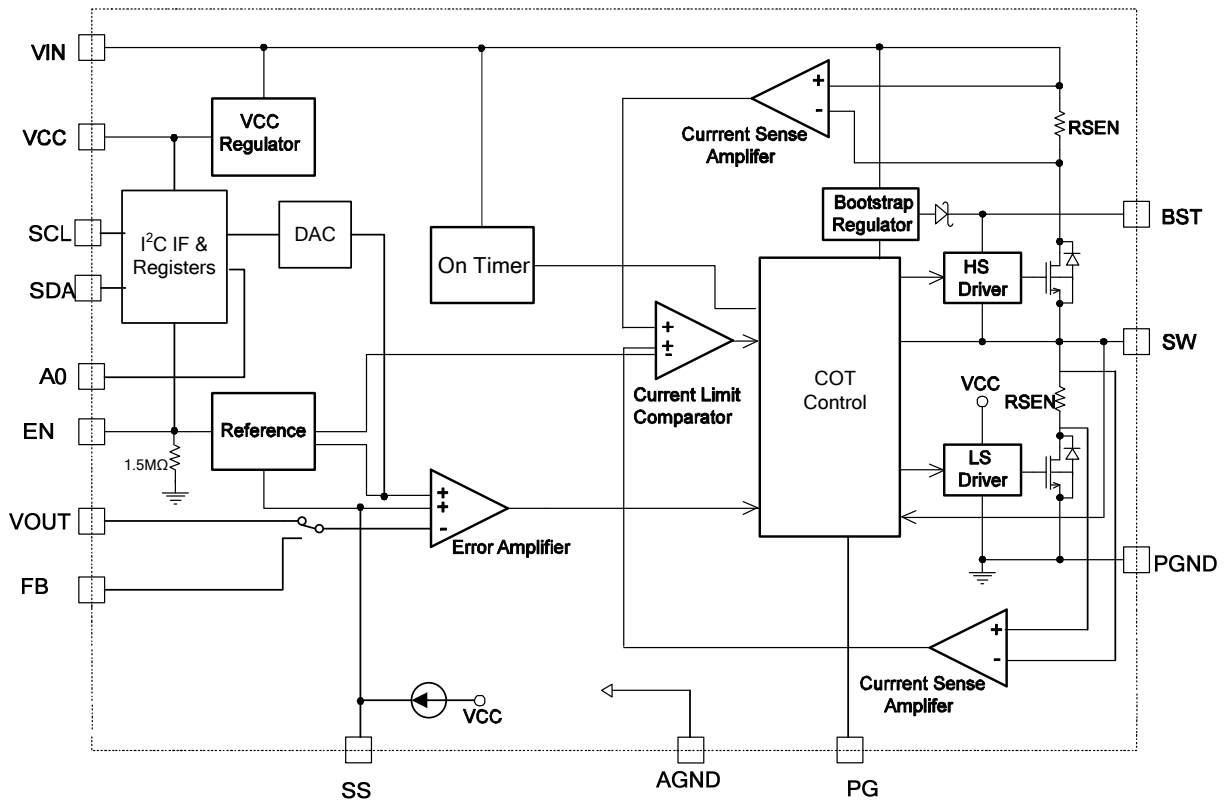 VIN
VCC
Regulator
+
-
Currrent Sense
Amplifer
RSEN
VCC
SCL
I²C IF &
Registers
DAC
Bootstrap
Regulator
BST
SDA
On Timer
HS
Driver
+
+
-
Current Limit
Comparator
COT
Control
SW
A0
VCC
RSEN
EN
Reference
1.5MΩ
LS
Driver
VOUT
+
+
-
Error Amplifier
PGND
FB
+
-
Currrent Sense
Amplifer
VCC
SS
AGND
PG